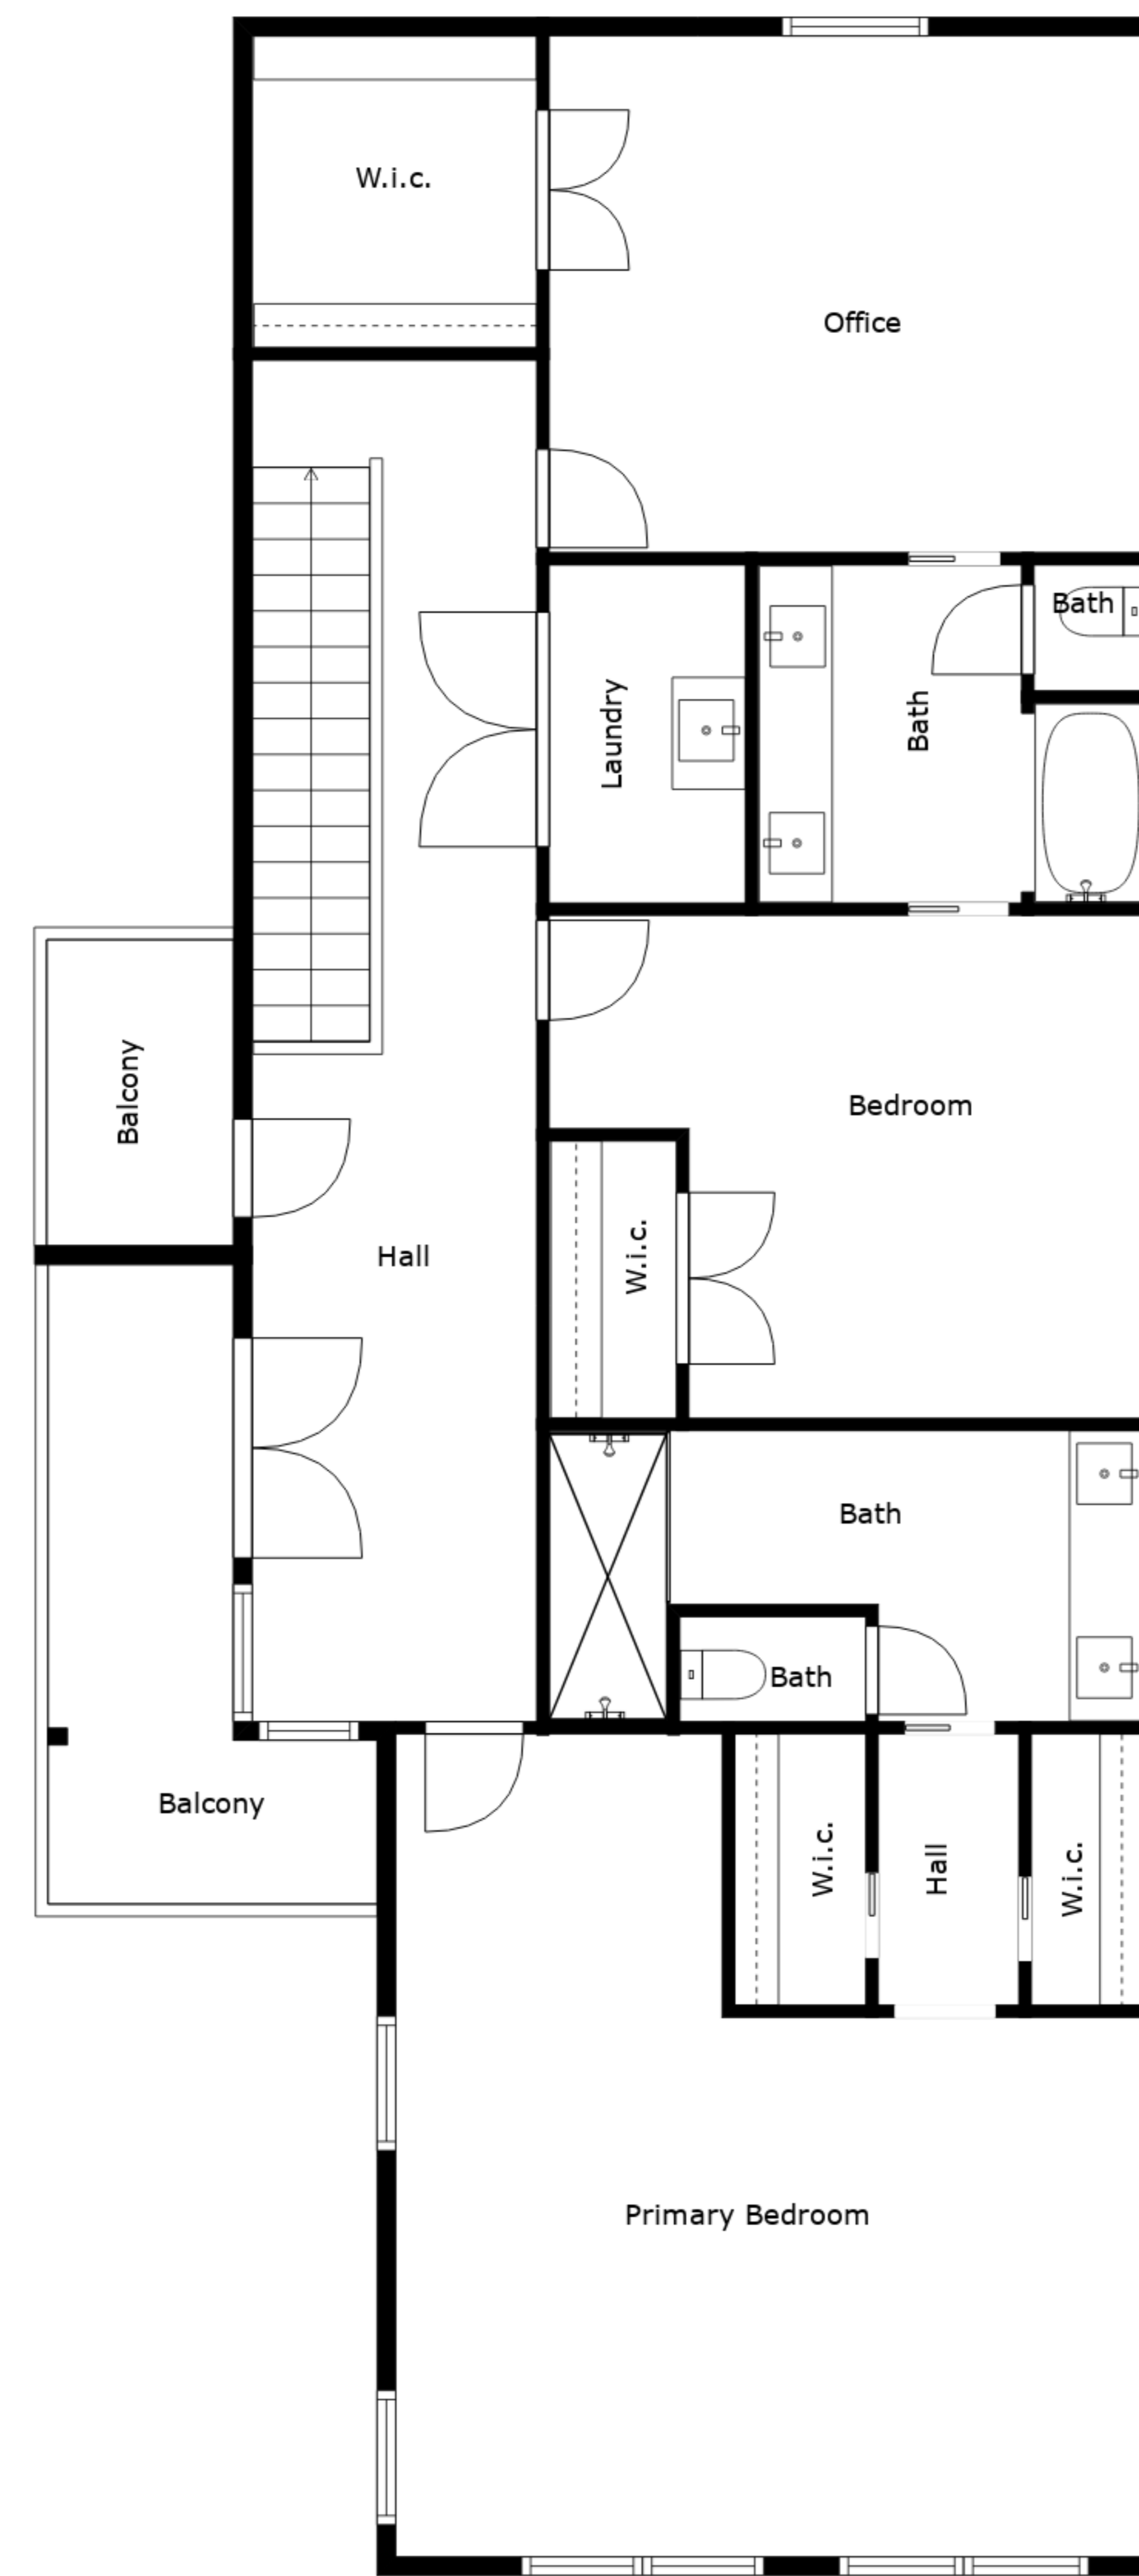 W.i.c.
Office
Bath
Laundry
Bath
Balcony
Bedroom
W.i.c.
Hall
Bath
Bath
Balcony
W.i.c.
Hall
W.i.c.
Primary Bedroom